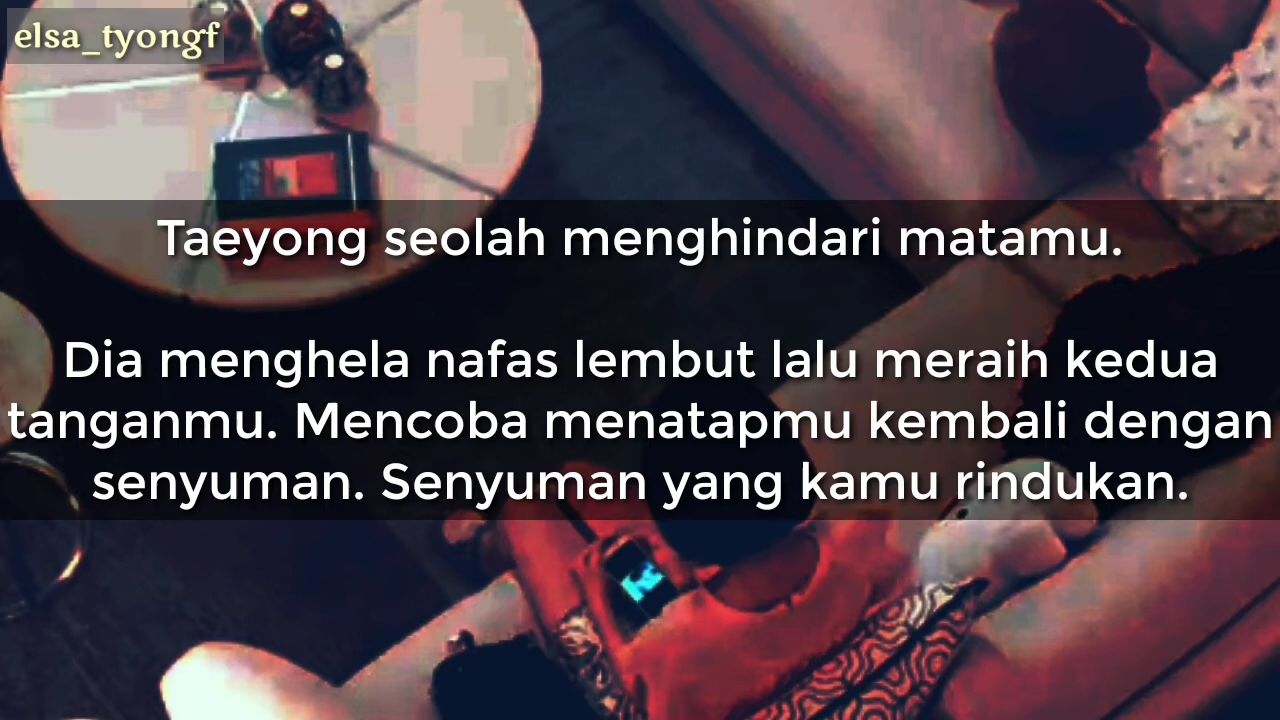 elsa_tyongf
Taeyong seolah menghindari matamu.
Dia menghela nafas lembut lalu meraih kedua
tanganmu. Mencoba menatapmu kembali dengan
senyuman. Senyuman yang kamu rindukan.